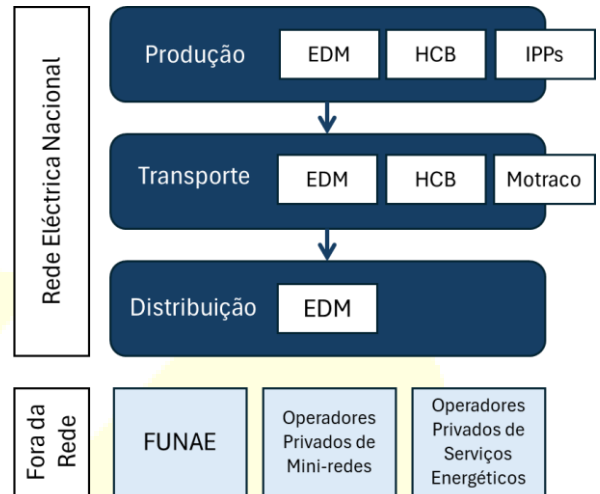 Rede Eléctrica Nacional
Produção
EDM
HCB
IPPs
Transporte
EDM
HCB
Motraco
Distribuição
EDM
Fora da
Rede
FUNAE
Operadores
Privados de
Mini-redes
Operadores
Privados de
Serviços
Energéticos